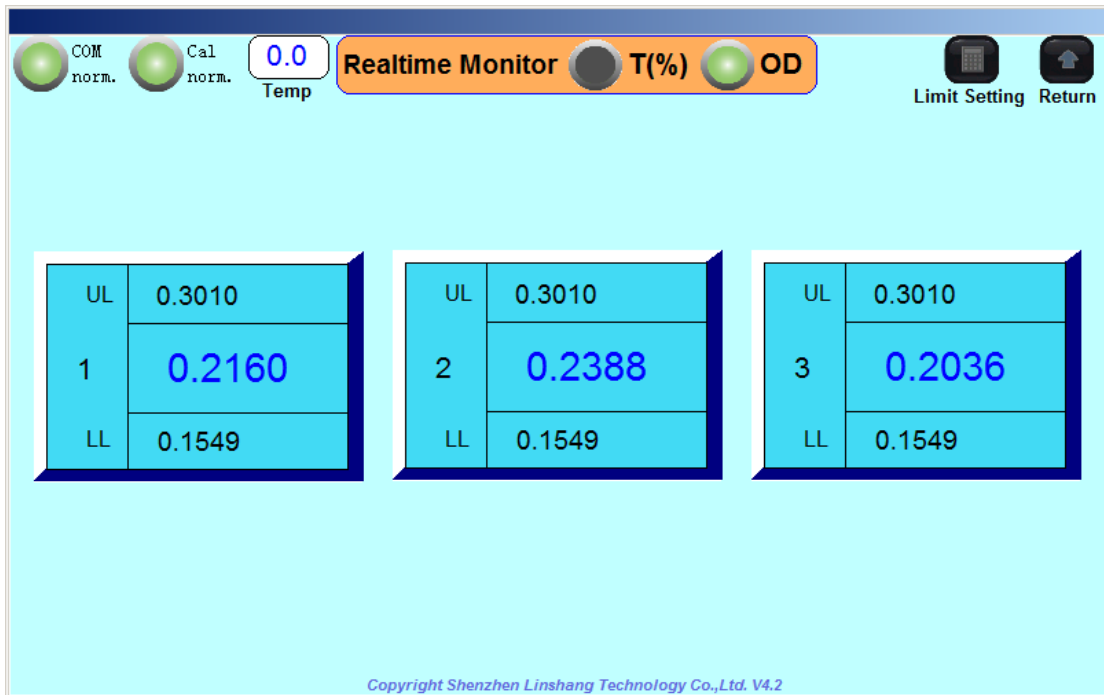 COM norm.
Cal norm.
0.0
Temp
Realtime Monitor T(%) OD
Limit Setting
Return
UL 0.3010
1 0.2160
LL 0.1549
UL 0.3010
2 0.2388
LL 0.1549
UL 0.3010
3 0.2036
LL 0.1549
Copyright Shenzhen Linshang Technology Co.,Ltd. V4.2